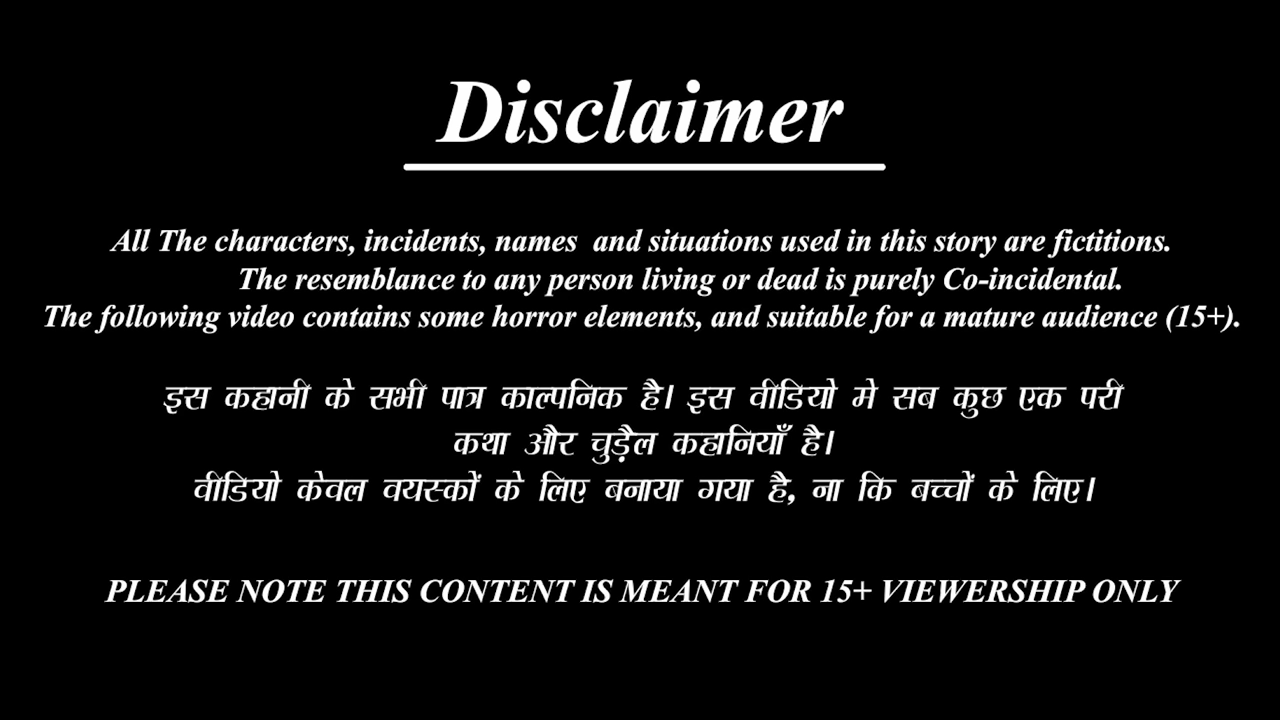 Disclaimer
All The characters, incidents, names and situations used in this story are fictitions.
The resemblance to any person living or dead is purely Co-incidental.
The following video contains some horror elements, and suitable for a mature audience (15+).
इस कहानी के सभी पात्र काल्पनिक है। इस वीडियो मे सब कुछ एक परी
कथा और चुड़ैल कहानियाँ है।
वीडियो केवल वयस्कों के लिए बनाया गया है, ना कि बच्चों के लिए।
PLEASE NOTE THIS CONTENT IS MEANT FOR 15+ VIEWERSHIP ONLY